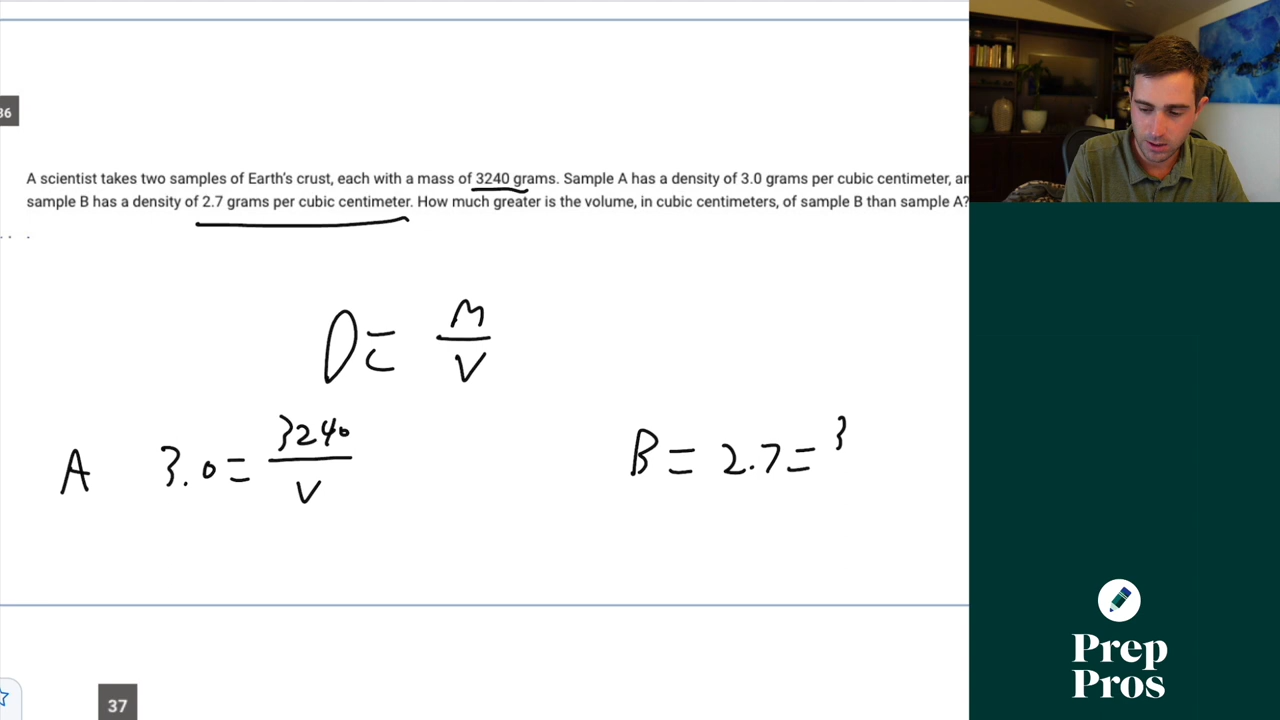 36
A scientist takes two samples of Earth's crust, each with a mass of 3240 grams. Sample A has a density of 3.0 grams per cubic centimeter, an
sample B has a density of 2.7 grams per cubic centimeter. How much greater is the volume, in cubic centimeters, of sample B than sample A?
D = M
V
A 3.0 = 3240
V
B = 2.7 = 3
37
Prep
Pros